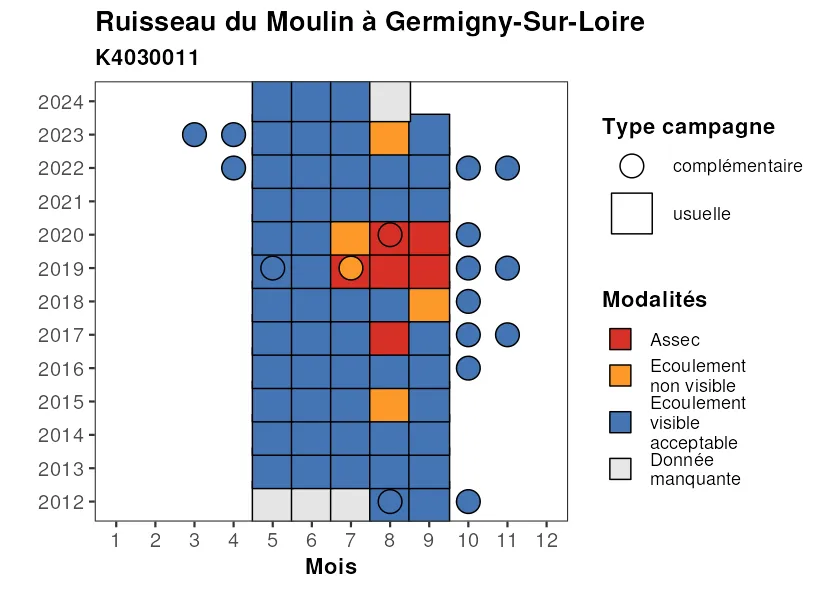 Ruisseau du Moulin à Germigny-Sur-Loire
K4030011
2024
2023
2022
2021
2020
2019
2018
2017
2016
2015
2014
2013
2012
1 2 3 4 5 6 7 8 9 10 11 12
Mois
Type campagne
complémentaire
usuelle
Modalités
Assec
Ecoulement
non visible
Ecoulement
visible
acceptable
Donnée
manquante